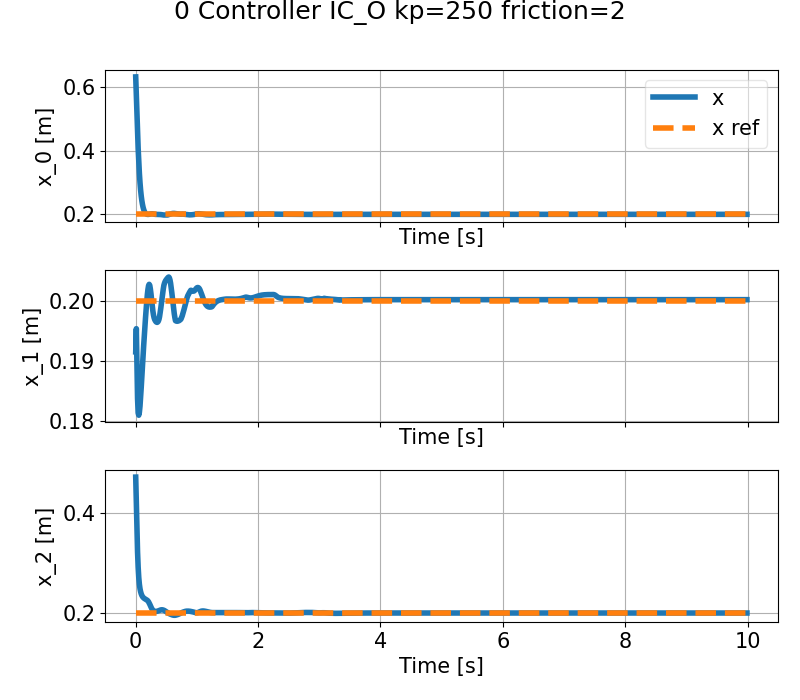 0 Controller IC_O kp=250 friction=2
0.6
0.4
0.2
x_0 [m]
x
x ref
Time [s]
0.20
0.19
0.18
x_1 [m]
Time [s]
0.4
0.2
x_2 [m]
0 2 4 6 8 10
Time [s]